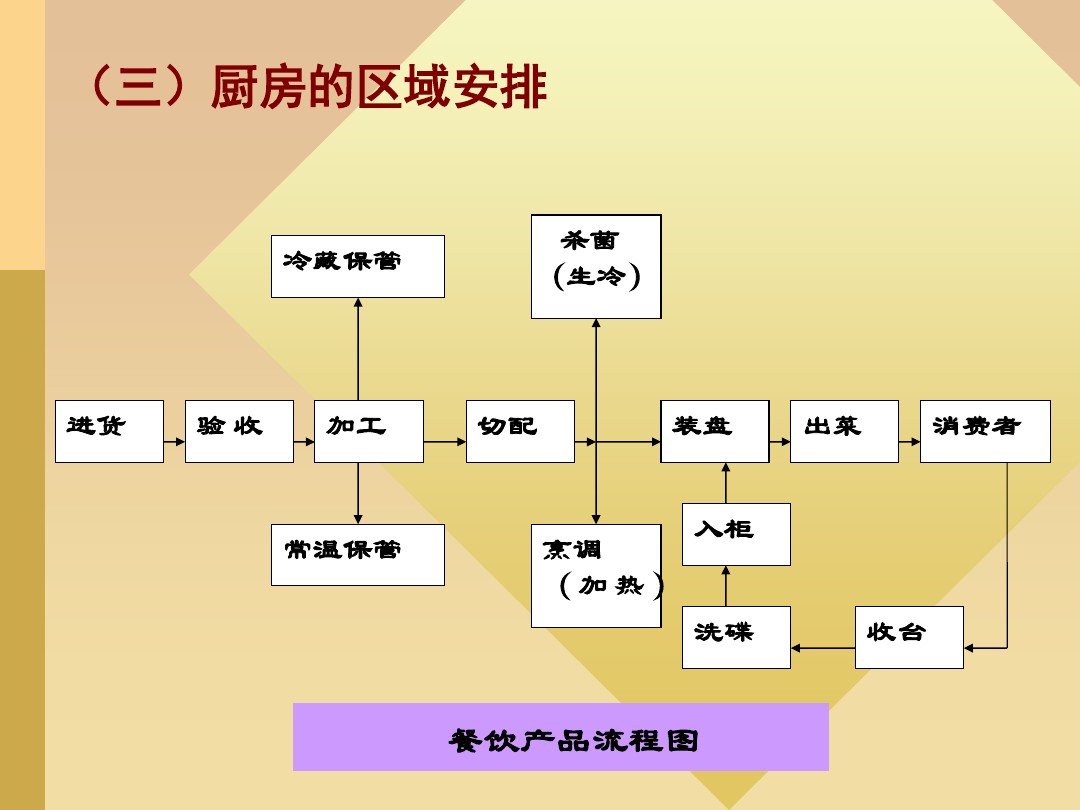 （三）厨房的区域安排
冷藏保管
杀菌
（生冷）
进货
验 收
加工
切配
装盘
出菜
消费者
入柜
常温保管
烹调
（加 热）
洗碟
收台
餐饮产品流程图